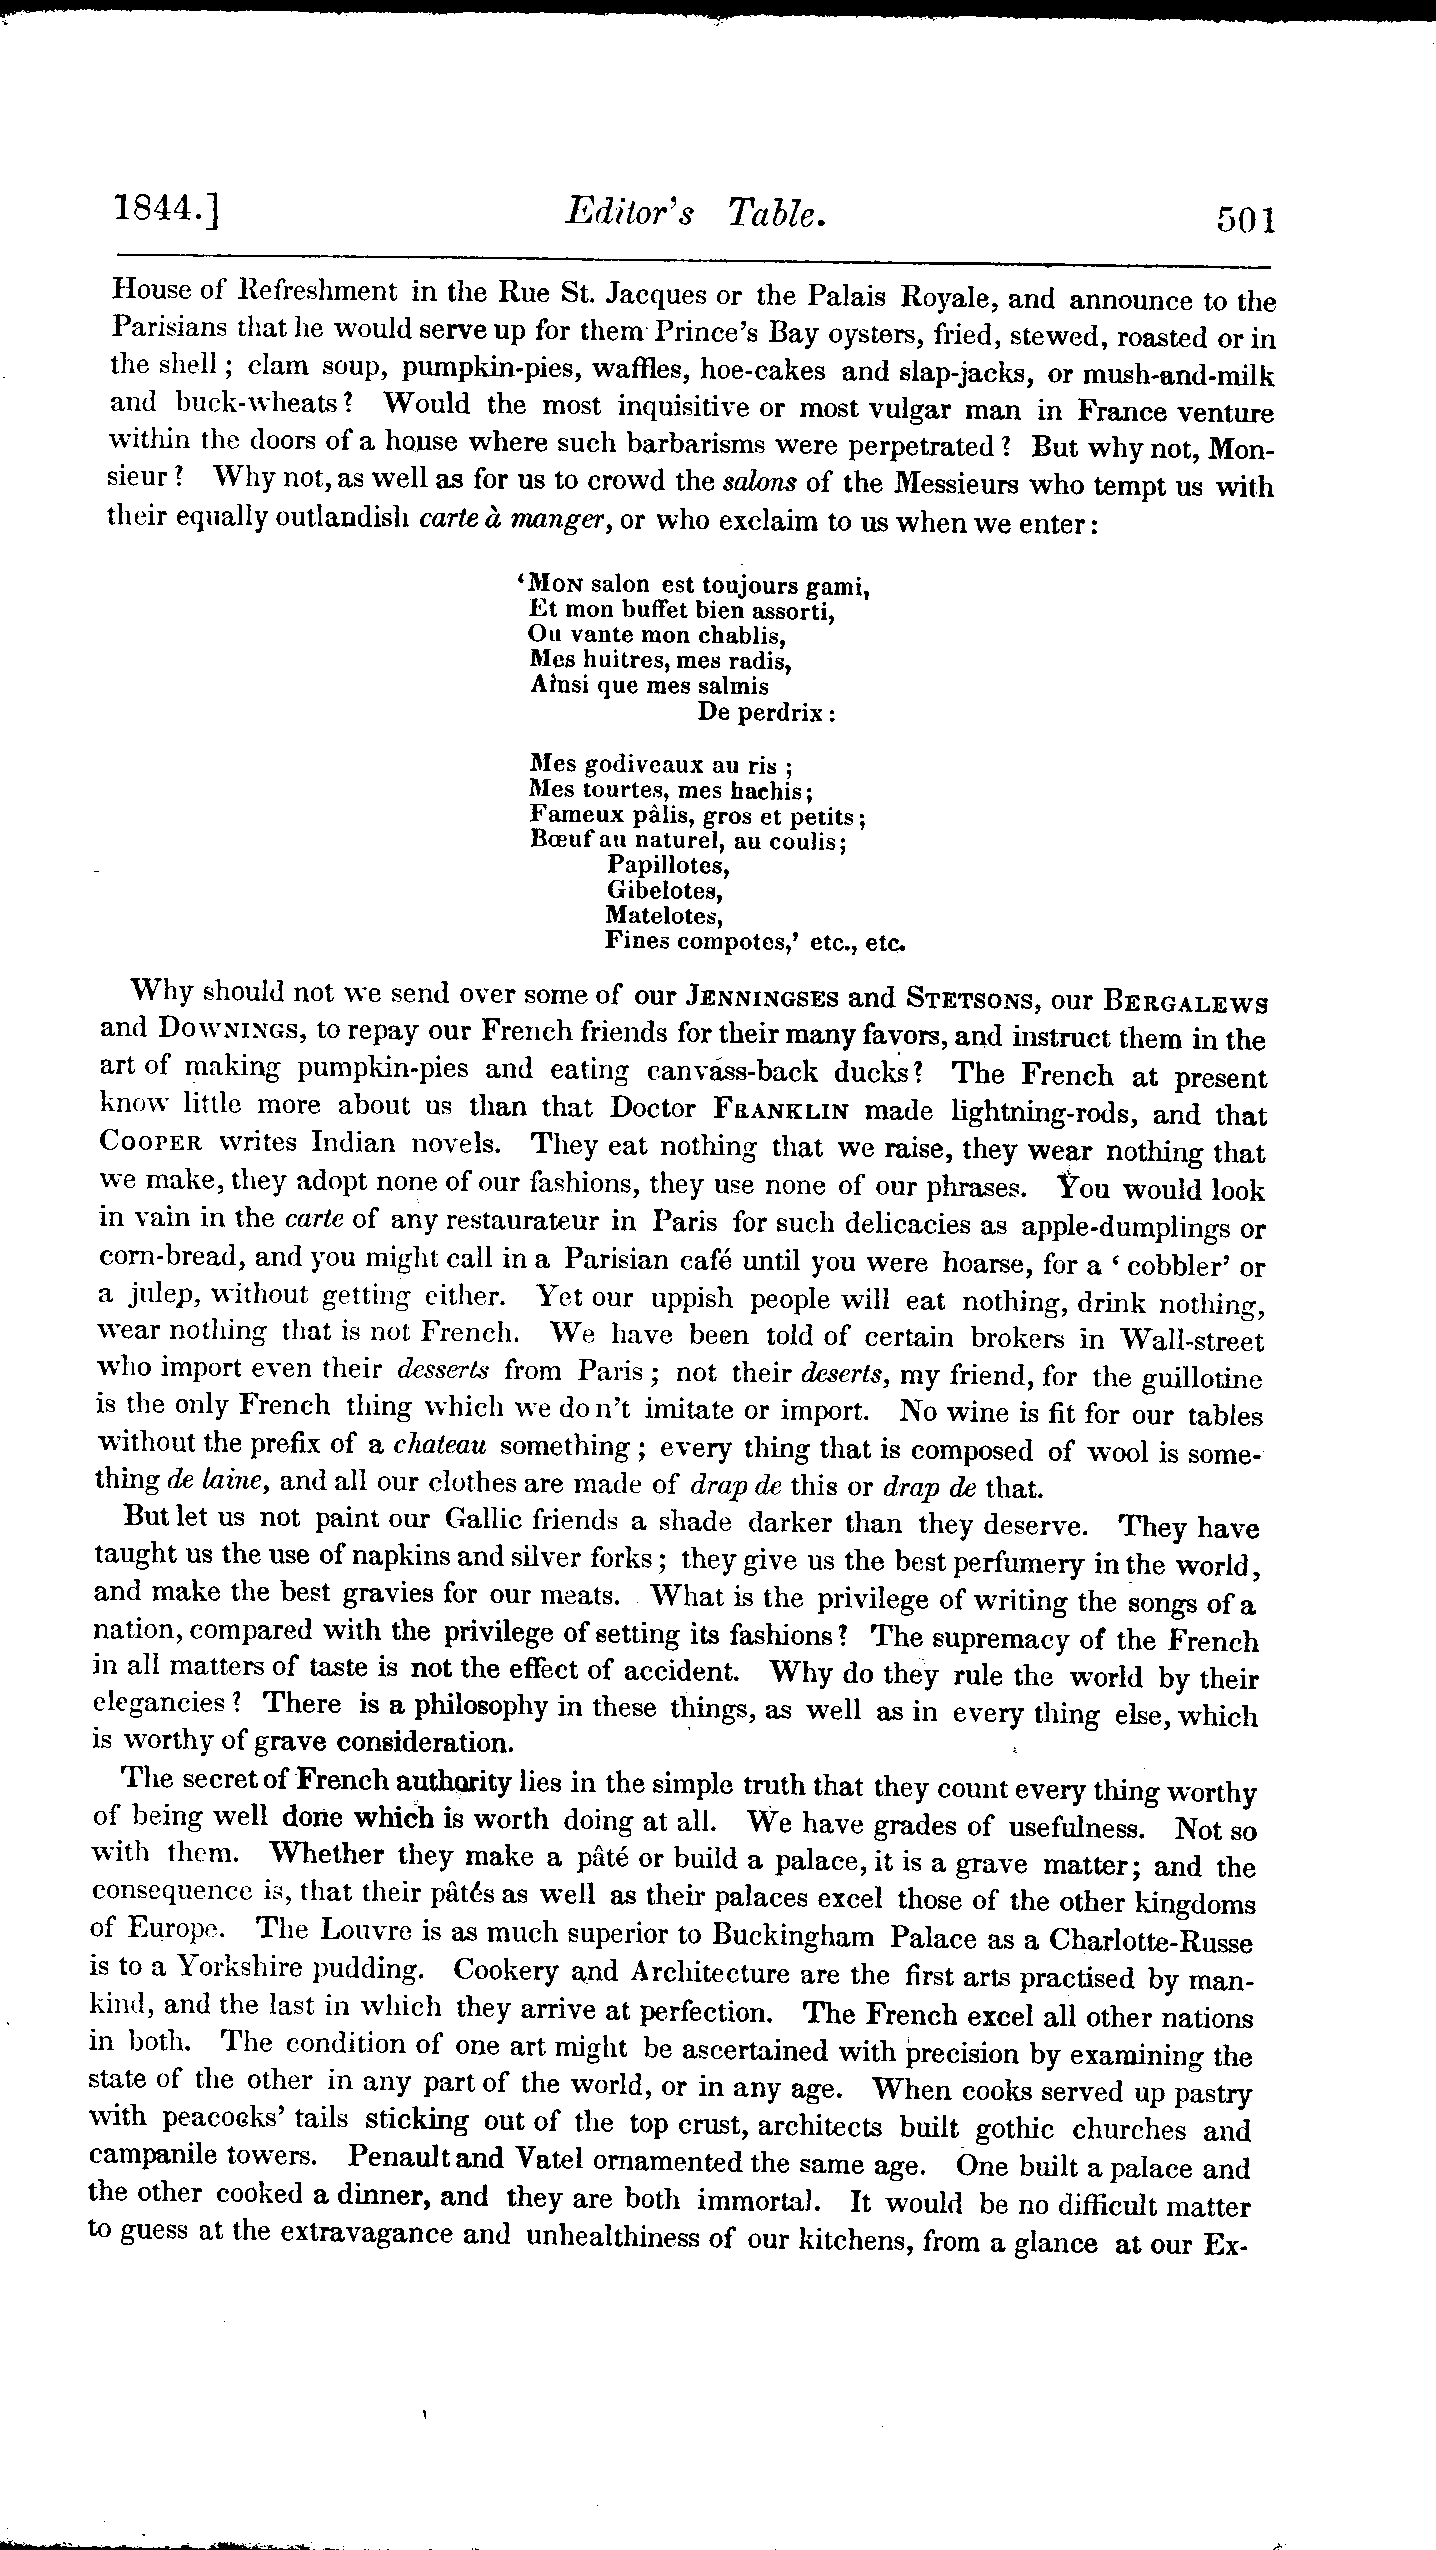 1844.] Editor's Table. 501
House of Refreshment in the Rue St. Jacques or the Palais Royale, and announce to the
Parisians that he would serve up for them Prince's Bay oysters, fried, stewed, roasted or in
the shell; clam soup, pumpkin-pies, waffles, hoe-cakes and slap-jacks, or mush-and-milk
and buck-wheats? Would the most inquisitive or most vulgar man in France venture
within the doors of a house where such barbarisms were perpetrated? But why not, Mon-
sieur? Why not, as well as for us to crowd the salons of the Messieurs who tempt us with
their equally outlandish carte à manger, or who exclaim to us when we enter:
'MON salon est toujours gami,
Et mon buffet bien assorti,
Ou vante mon chablis,
Mes huitres, mes radis,
Ainsi que mes salmis
De perdrix:
Mes godiveaux au ris;
Mes tourtes, mes hachis;
Fameux pâlis, gros et petits;
Bœuf au naturel, au coulis;
Papillotes,
Gibelotes,
Matelotes,
Fines compotes,' etc., etc.
Why should not we send over some of our JENNINGSES and STETSONS, our BERGALEWS
and DOWNINGS, to repay our French friends for their many favors, and instruct them in the
art of making pumpkin-pies and eating canvass-back ducks? The French at present
know little more about us than that Doctor FRANKLIN made lightning-rods, and that
COOPER writes Indian novels. They eat nothing that we raise, they wear nothing that
we make, they adopt none of our fashions, they use none of our phrases. You would look
in vain in the carte of any restaurateur in Paris for such delicacies as apple-dumplings or
corn-bread, and you might call in a Parisian café until you were hoarse, for a 'cobbler' or
a julep, without getting either. Yet our uppish people will eat nothing, drink nothing,
wear nothing that is not French. We have been told of certain brokers in Wall-street
who import even their desserts from Paris; not their deserts, my friend, for the guillotine
is the only French thing which we don't imitate or import. No wine is fit for our tables
without the prefix of a chateau something; every thing that is composed of wool is some-
thing de laine, and all our clothes are made of drap de this or drap de that.
But let us not paint our Gallic friends a shade darker than they deserve. They have
taught us the use of napkins and silver forks; they give us the best perfumery in the world,
and make the best gravies for our meats. What is the privilege of writing the songs of a
nation, compared with the privilege of setting its fashions? The supremacy of the French
in all matters of taste is not the effect of accident. Why do they rule the world by their
elegancies? There is a philosophy in these things, as well as in every thing else, which
is worthy of grave consideration.
The secret of French authority lies in the simple truth that they count every thing worthy
of being well done which is worth doing at all. We have grades of usefulness. Not so
with them. Whether they make a pâté or build a palace, it is a grave matter; and the
consequence is, that their pâtés as well as their palaces excel those of the other kingdoms
of Europe. The Louvre is as much superior to Buckingham Palace as a Charlotte-Russe
is to a Yorkshire pudding. Cookery and Architecture are the first arts practised by man-
kind, and the last in which they arrive at perfection. The French excel all other nations
in both. The condition of one art might be ascertained with precision by examining the
state of the other in any part of the world, or in any age. When cooks served up pastry
with peacocks' tails sticking out of the top crust, architects built gothic churches and
campanile towers. Penault and Vatel ornamented the same age. One built a palace and
the other cooked a dinner, and they are both immortal. It would be no difficult matter
to guess at the extravagance and unhealthiness of our kitchens, from a glance at our Ex-